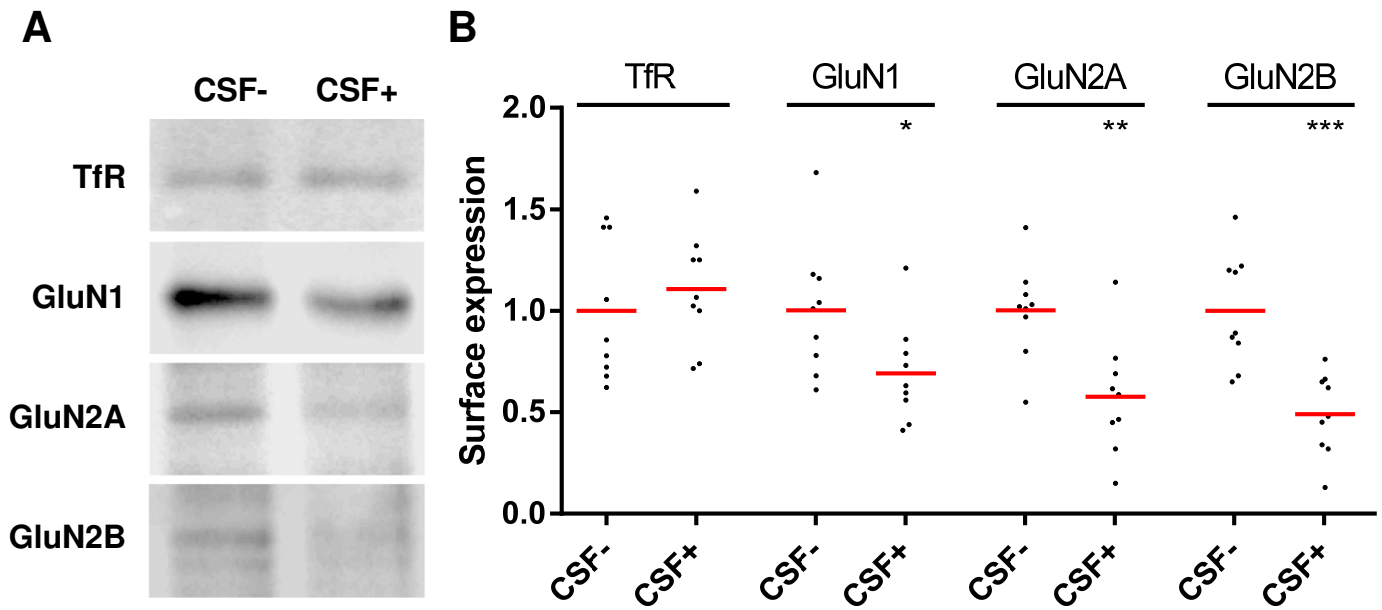 A
CSF- CSF+
TfR
GluN1
GluN2A
GluN2B
B
TfR GluN1 GluN2A GluN2B
* ** ***
Surface expression
2.0
1.5
1.0
0.5
0.0
CSF- CSF+ CSF- CSF+ CSF- CSF+ CSF- CSF+